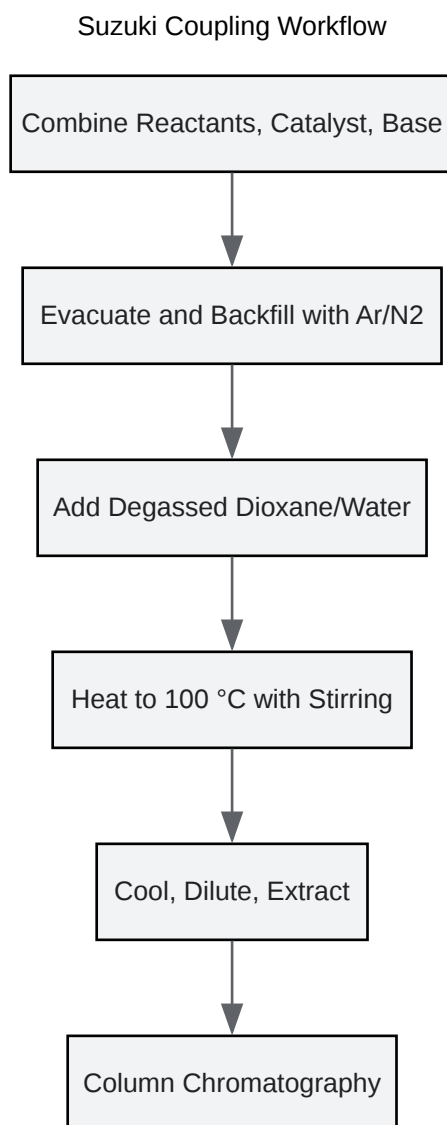 Suzuki Coupling Workflow
Combine Reactants, Catalyst, Base
Evacuate and Backfill with Ar/N2
Add Degassed Dioxane/Water
Heat to 100 °C with Stirring
Cool, Dilute, Extract
Column Chromatography